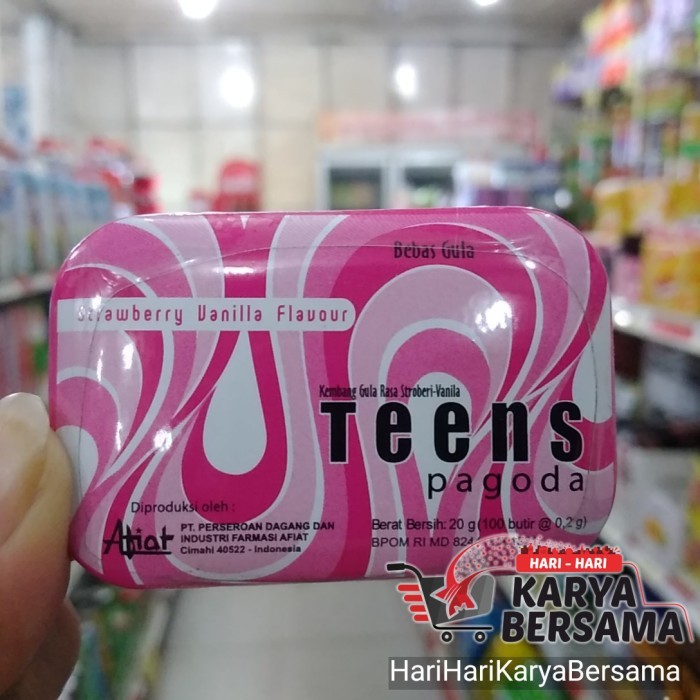 Bebas Gula
Strawberry Vanilla Flavour
Kembang Gula Rasa Stroberi-Vanila
Teens
pagoda
Diproduksi oleh :
Afiat
PT. PERSEROAN DAGANG DAN
INDUSTRI FARMASI AFIAT
Cimahi 40522 - Indonesia
Berat Bersih: 20 g (100 butir @ 0,2 g)
BPOM RI MD 824
HARI - HARI
KARYA
BERSAMA
HariHariKaryaBersama